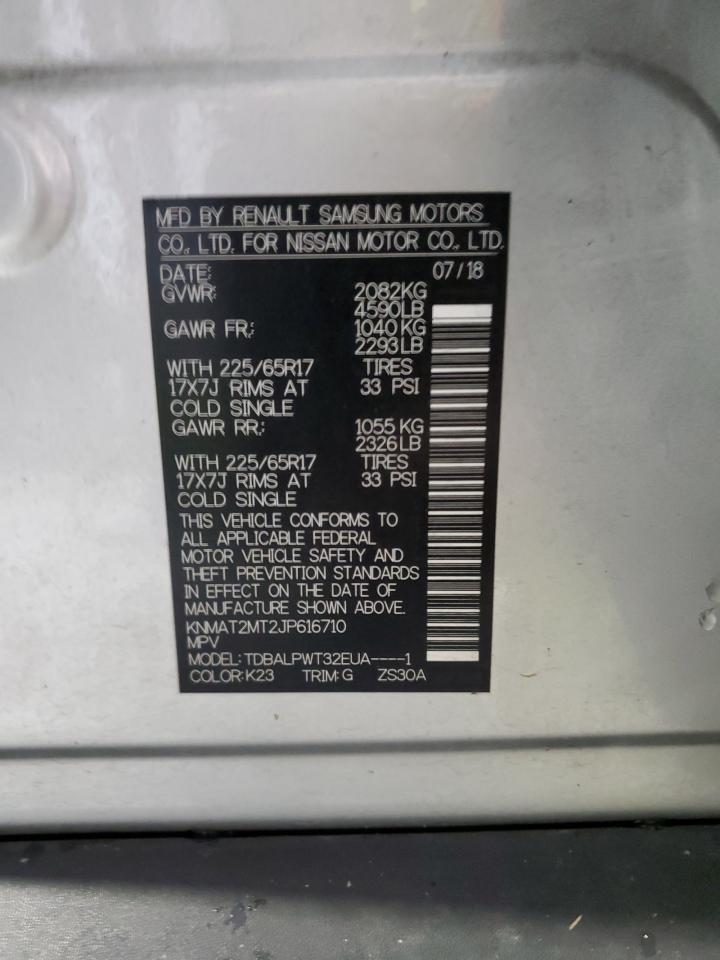 MFD BY RENAULT SAMSUNG MOTORS
CO., LTD. FOR NISSAN MOTOR CO., LTD.
DATE: 07/18
GVWR: 2082KG
4590LB
GAWR FR.: 1040KG
2293LB
WITH 225/65R17 TIRES
17X7J RIMS AT 33 PSI
COLD SINGLE
GAWR RR.: 1055 KG
2326LB
WITH 225/65R17 TIRES
17X7J RIMS AT 33 PSI
COLD SINGLE
THIS VEHICLE CONFORMS TO
ALL APPLICABLE FEDERAL
MOTOR VEHICLE SAFETY AND
THEFT PREVENTION STANDARDS
IN EFFECT ON THE DATE OF
MANUFACTURE SHOWN ABOVE.
KNMAT2MT2JP616710
MPV
MODEL: TDBALPWT32EUA----1
COLOR: K23 TRIM: G ZS30A